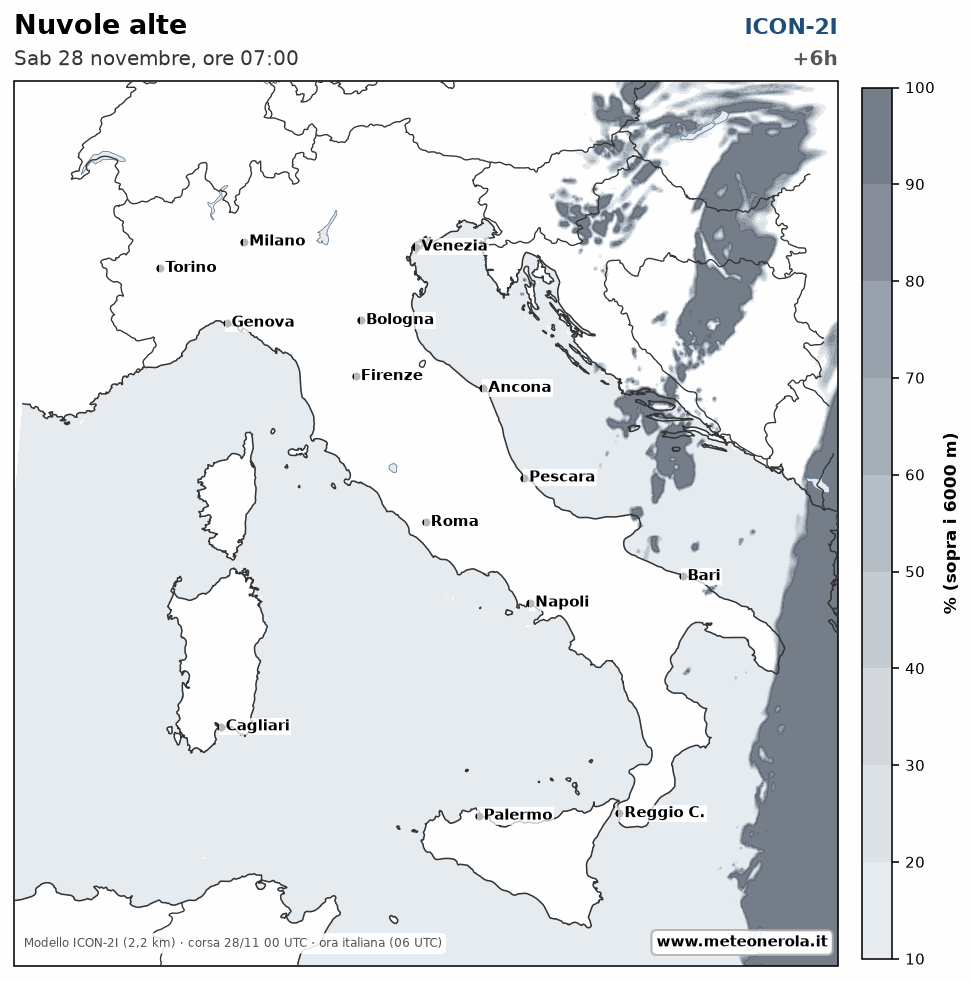 Nuvole alte
ICON-2I
Sab 28 novembre, ore 07:00
+6h
100
90
80
70
60
50
40
30
20
10
% (sopra i 6000 m)
Milano
Venezia
Torino
Genova
Bologna
Firenze
Ancona
Pescara
Roma
Bari
Napoli
Cagliari
Palermo
Reggio C.
Modello ICON-2I (2,2 km) · corsa 28/11 00 UTC · ora italiana (06 UTC)
www.meteonerola.it